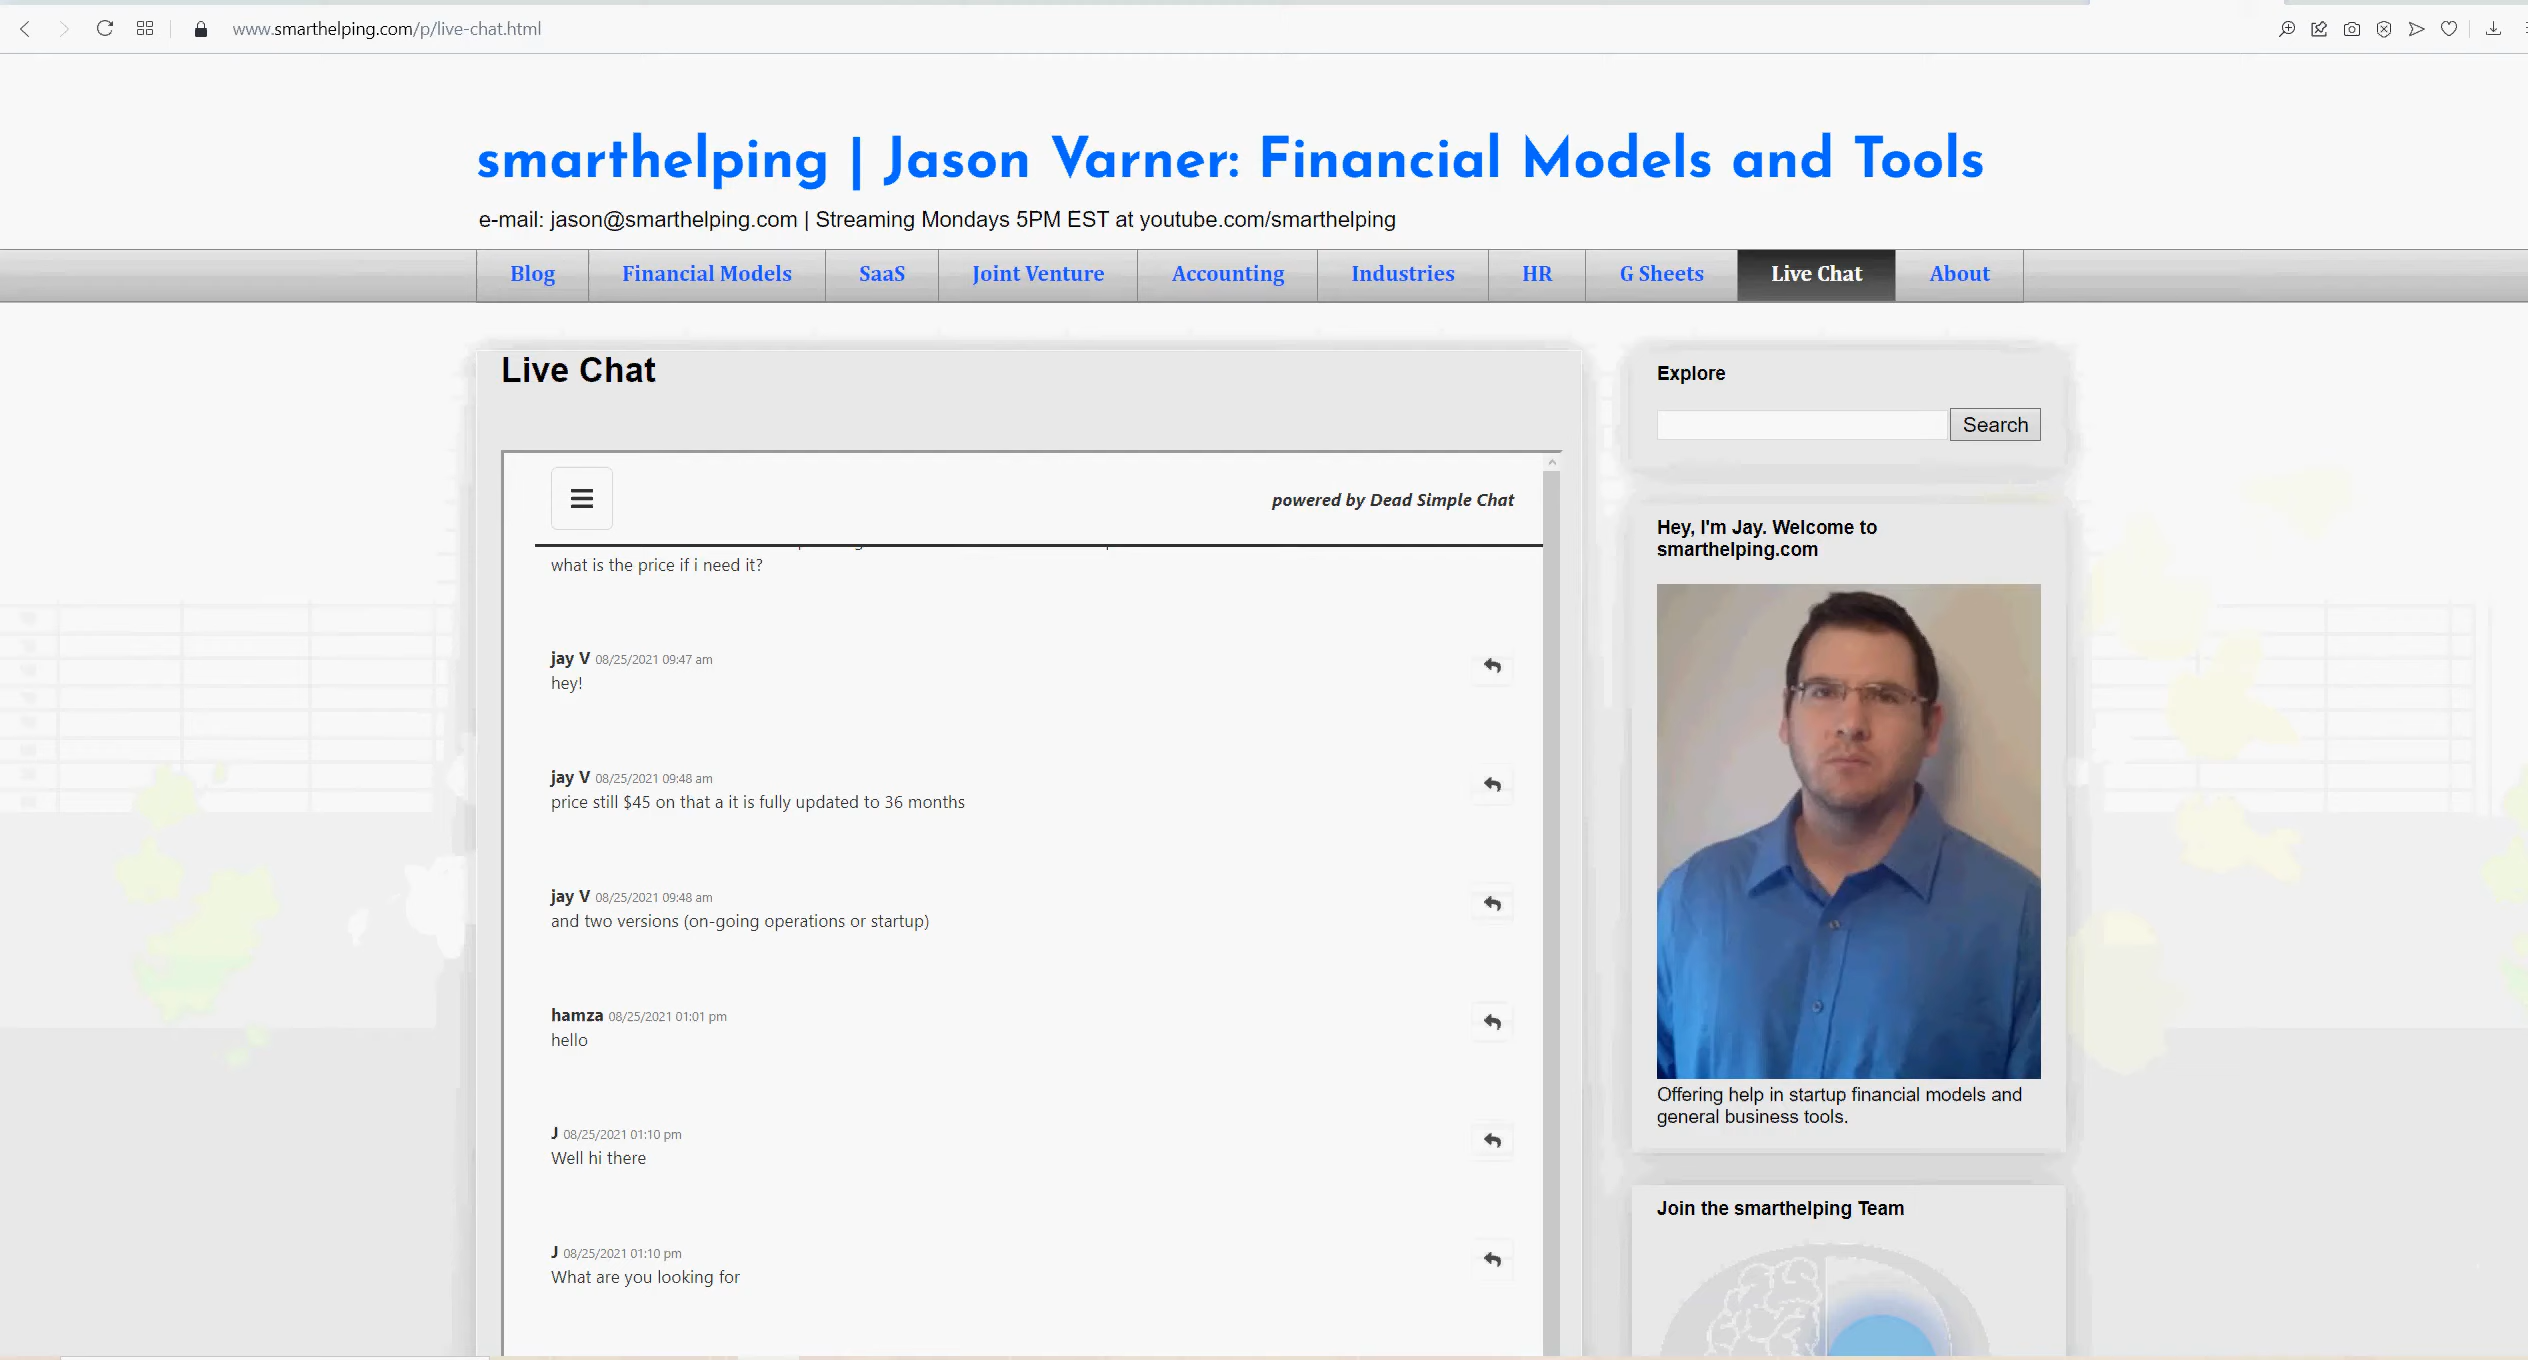 www.smarthelping.com/p/live-chat.html
smarthelping | Jason Varner: Financial Models and Tools
e-mail: jason@smarthelping.com | Streaming Mondays 5PM EST at youtube.com/smarthelping
Blog Financial Models SaaS Joint Venture Accounting Industries HR G Sheets Live Chat About
Live Chat
powered by Dead Simple Chat
what is the price if i need it?
jay V 08/25/2021 09:47 am
hey!
jay V 08/25/2021 09:48 am
price still $45 on that a it is fully updated to 36 months
jay V 08/25/2021 09:48 am
and two versions (on-going operations or startup)
hamza 08/25/2021 01:01 pm
hello
J 08/25/2021 01:10 pm
Well hi there
J 08/25/2021 01:10 pm
What are you looking for
Explore
Search
Hey, I'm Jay. Welcome to
smarthelping.com
Offering help in startup financial models and
general business tools.
Join the smarthelping Team